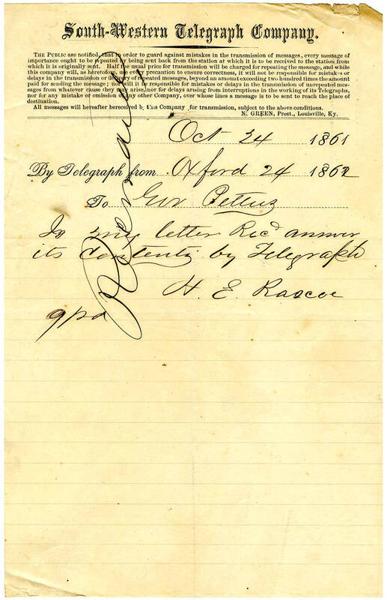 South-Western Telegraph Company.
THE PUBLIC are notified, that in order to guard against mistakes in the transmission of messages, every message of
importance ought to be repeated by being sent back from the station at which it is to be received to the station from
which it is originally sent. Half the usual price for transmission will be charged for repeating the message, and while
this company will, as heretofore, use every precaution to ensure correctness, it will not be responsible for mistakes or
delays in the transmission or delivery of repeated messages, beyond an amount exceeding two hundred times the amount
paid for sending the message; nor will it be responsible for mistakes or delays in the transmission of unrepeated messages
from whatever cause they may arise, nor for delays arising from interruptions in the working of its Telegraphs,
nor for any mistake or omission of any other Company, over whose lines a message is to be sent to reach the place of
destination.
All messages will hereafter be received by this Company for transmission, subject to the above conditions.
N. GREEN, Prest., Louisville, Ky.
Oct 24 1861
By Telegraph from Oxford 24 1862
To Gov Pettus
Is my letter Recd answer
its contents by Telegraph
H. E. Rascoe
9 pd